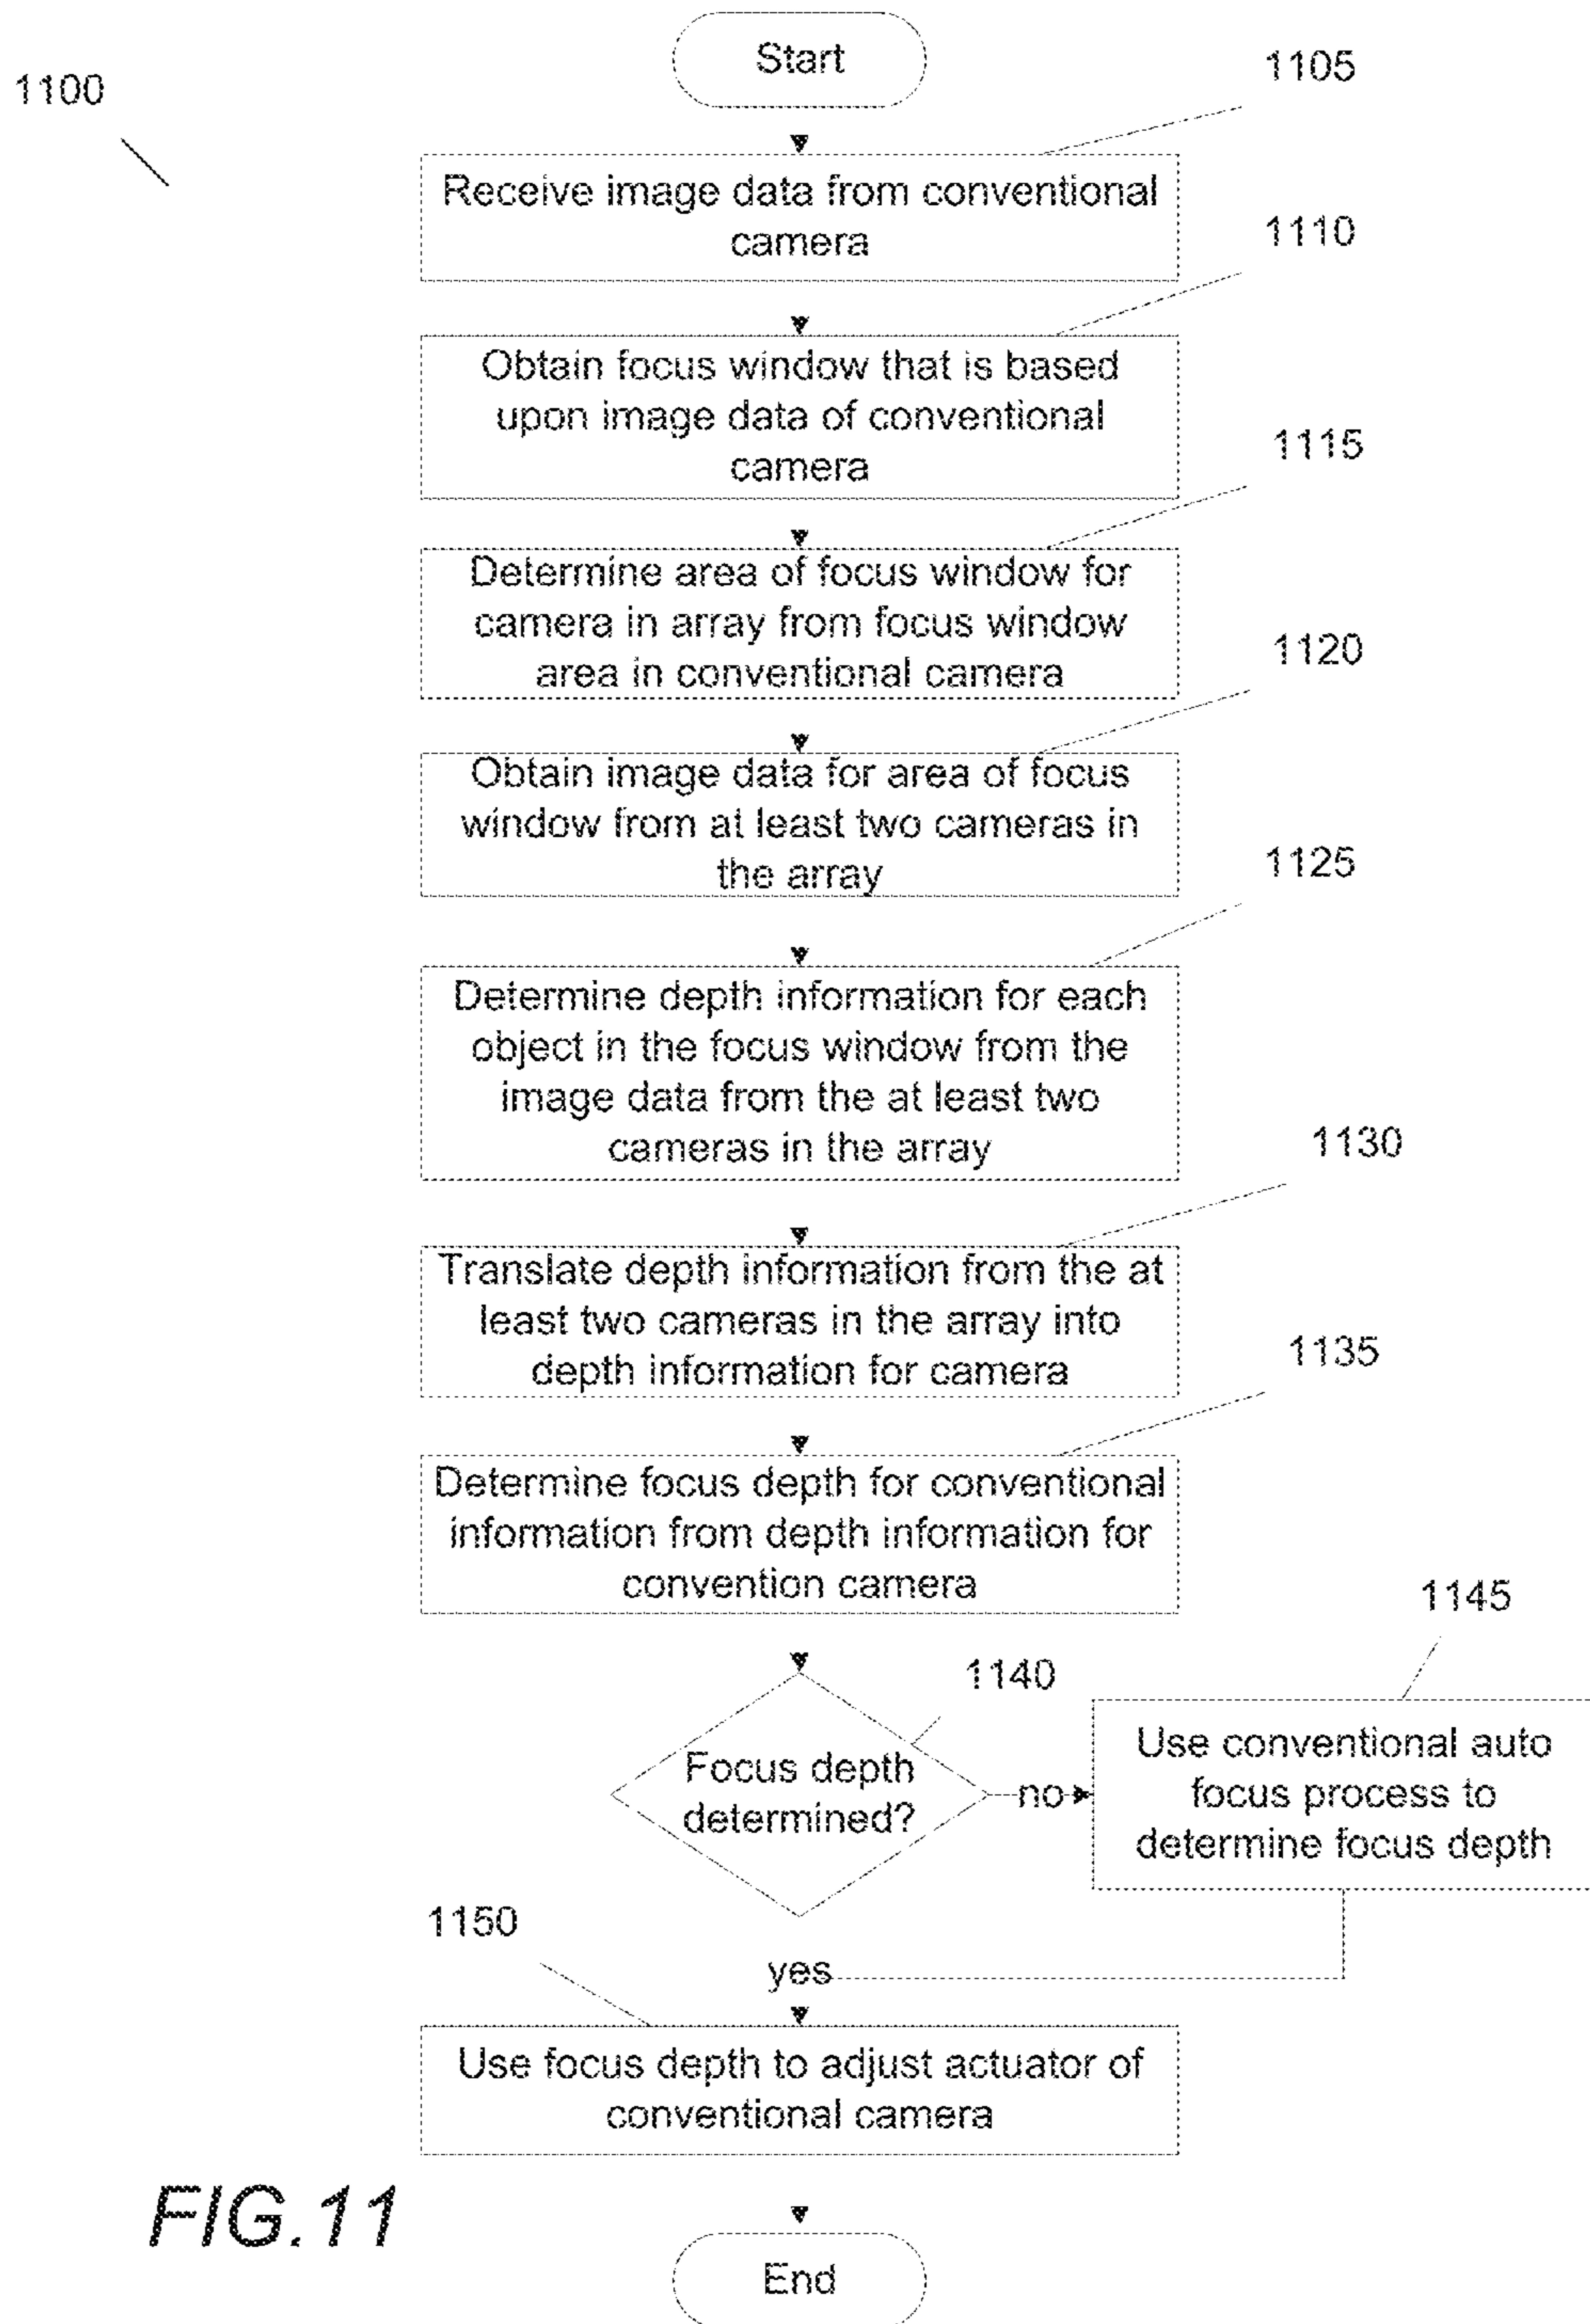 Start
1100
1105
Receive image data from conventional
camera
1110
Obtain focus window that is based
upon image data of conventional
camera
1115
Determine area of focus window for
camera in array from focus window
area in conventional camera
1120
Obtain image data for area of focus
window from at least two cameras in
the array
1125
Determine depth information for each
object in the focus window from the
image data from the at least two
cameras in the array
1130
Translate depth information from the at
least two cameras in the array into
depth information for camera
1135
Determine focus depth for conventional
information from depth information for
convention camera
1140
Focus depth
determined?
no
1145
Use conventional auto
focus process to
determine focus depth
yes
1150
Use focus depth to adjust actuator of
conventional camera
End
FIG.11